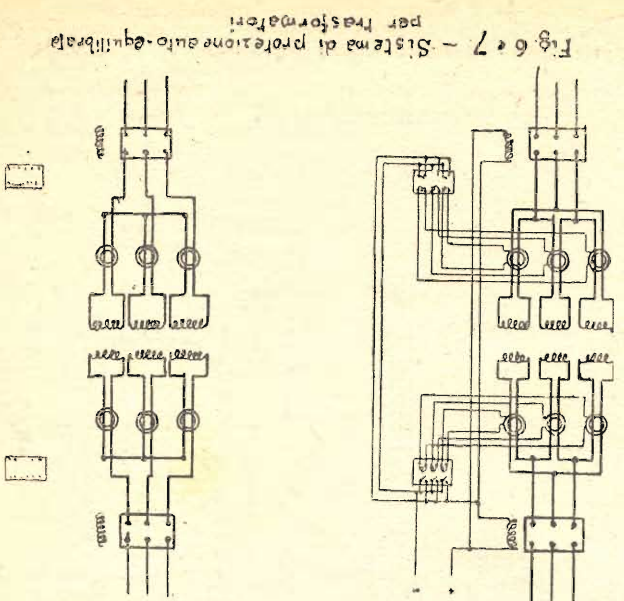 Fig. 6 e 7 – Sistema di protezione auto-equilibrata
per trasformatori
- +